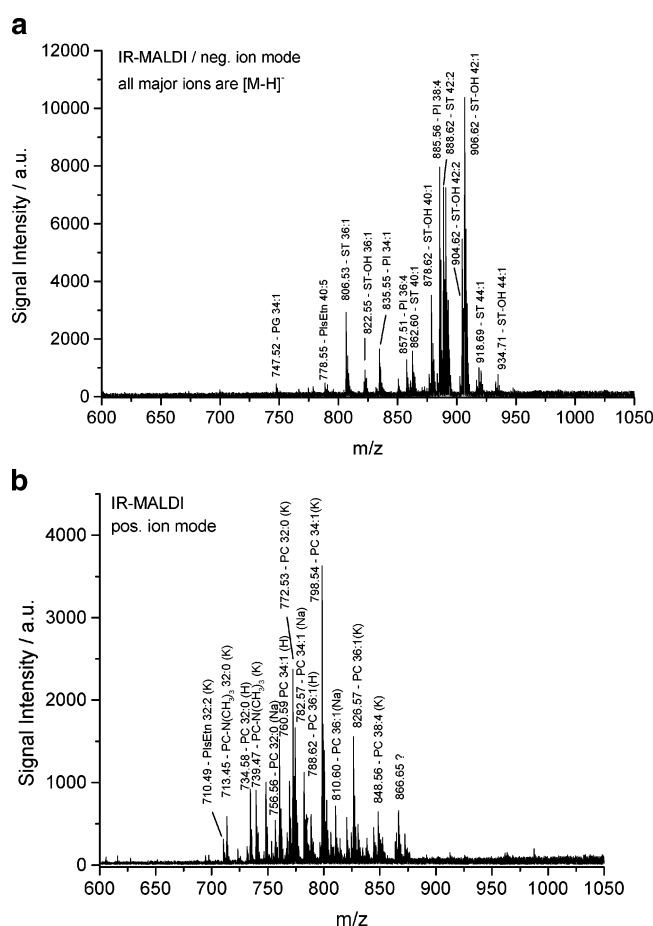 a
12000
10000
8000
6000
4000
2000
0
Signal Intensity / a.u.
IR-MALDI / neg. ion mode
all major ions are [M-H]⁻
747.52 - PG 34:1
778.55 - PlsEtn 40:5
806.53 - ST 36:1
822.55 - ST-OH 36:1
835.55 - PI 34:1
857.51 - PI 36:4
862.60 - ST 40:1
878.62 - ST-OH 40:1
885.56 - PI 38:4
888.62 - ST 42:2
904.62 - ST-OH 42:2
906.62 - ST-OH 42:1
918.69 - ST 44:1
934.71 - ST-OH 44:1
600 650 700 750 800 850 900 950 1000 1050
m/z
b
4000
3000
2000
1000
0
Signal Intensity / a.u.
IR-MALDI
pos. ion mode
710.49 - PlsEtn 32:2 (K)
713.45 - PC-N(CH₃)₃ 32:0 (K)
734.58 - PC 32:0 (H)
739.47 - PC-N(CH₃)₃ (K)
756.56 - PC 32:0 (Na)
760.59 PC 34:1 (H)
772.53 - PC 32:0 (K)
782.57 - PC 34:1 (Na)
788.62 - PC 36:1(H)
798.54 - PC 34:1(K)
810.60 - PC 36:1(Na)
826.57 - PC 36:1(K)
848.56 - PC 38:4 (K)
866.65 ?
600 650 700 750 800 850 900 950 1000 1050
m/z